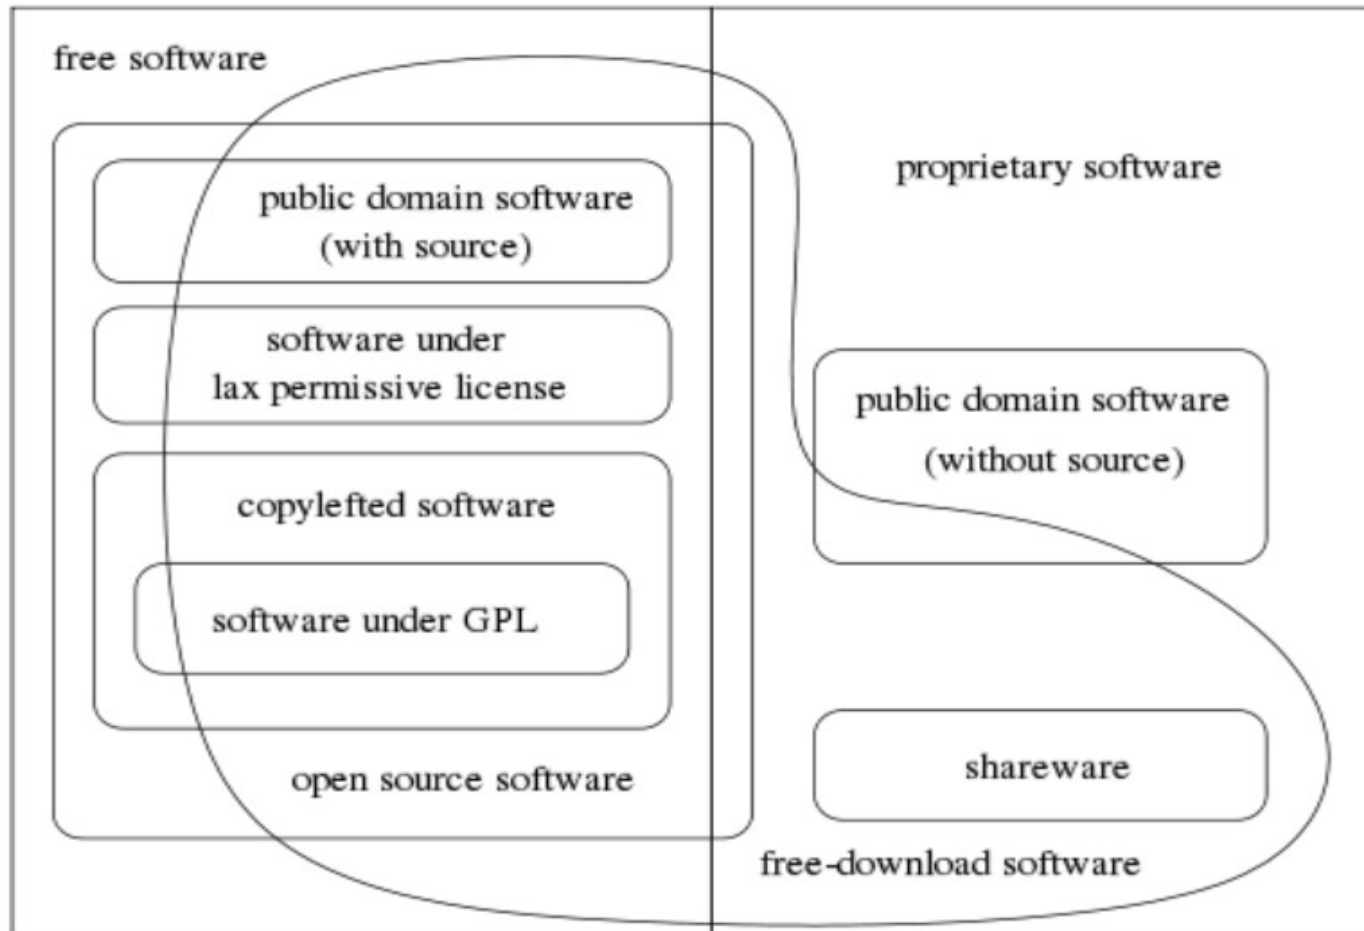 free software
proprietary software
public domain software
(with source)
software under
lax permissive license
public domain software
(without source)
copylefted software
software under GPL
open source software
shareware
free-download software